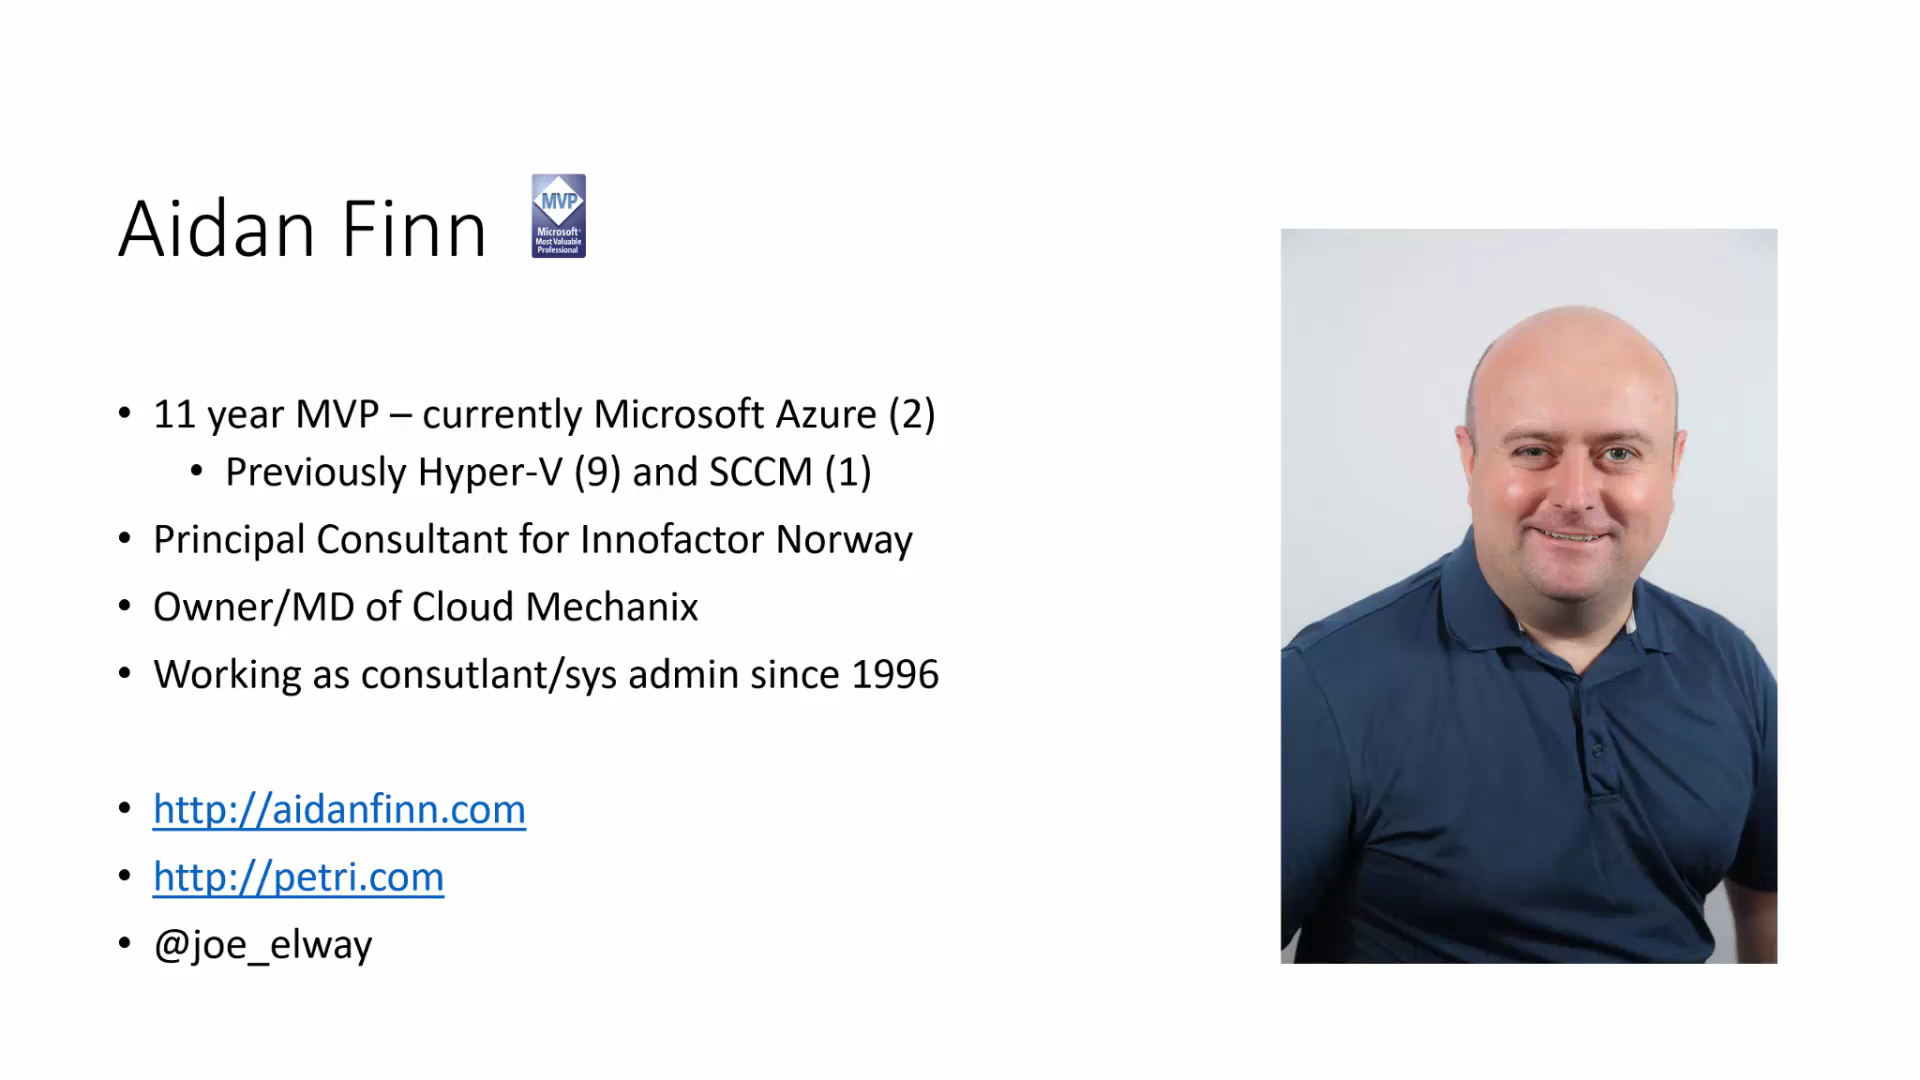 Aidan Finn
MVP
Microsoft®
Most Valuable
Professional
• 11 year MVP – currently Microsoft Azure (2)
• Previously Hyper-V (9) and SCCM (1)
• Principal Consultant for Innofactor Norway
• Owner/MD of Cloud Mechanix
• Working as consutlant/sys admin since 1996
• http://aidanfinn.com
• http://petri.com
• @joe_elway